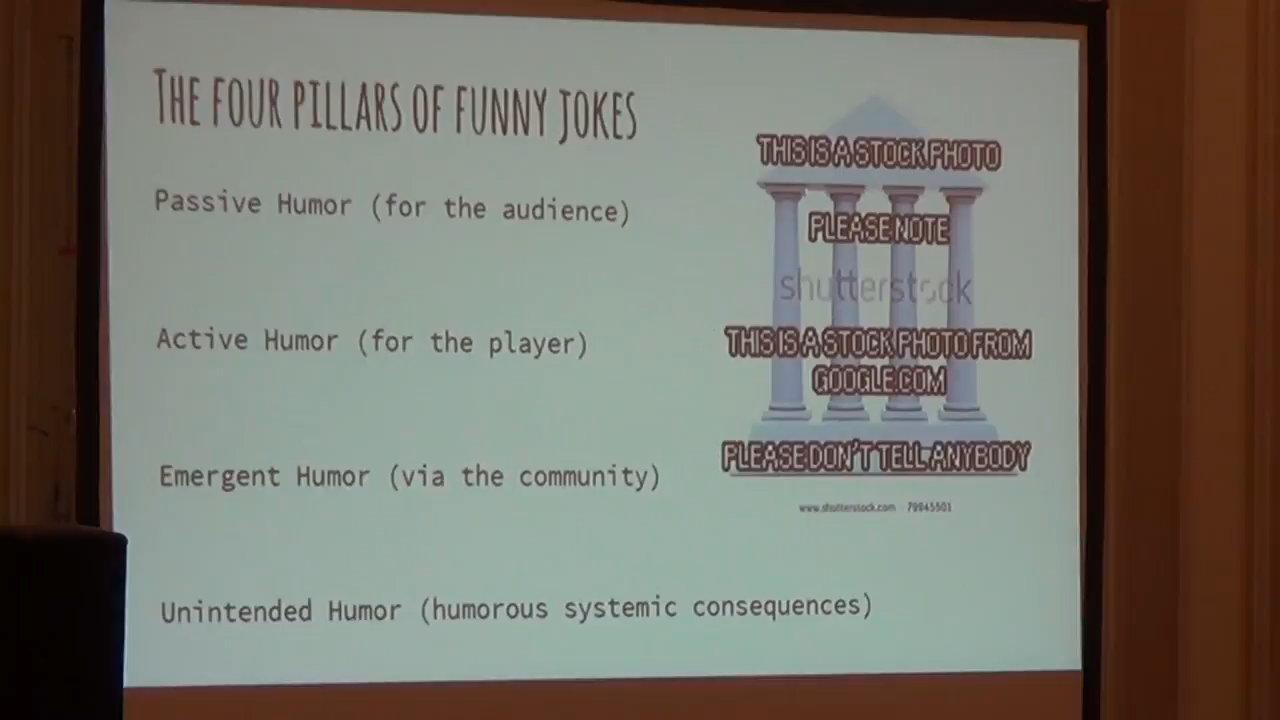 THE FOUR PILLARS OF FUNNY JOKES
Passive Humor (for the audience)
Active Humor (for the player)
Emergent Humor (via the community)
Unintended Humor (humorous systemic consequences)
THIS IS A STOCK PHOTO
PLEASE NOTE
shutterstock
THIS IS A STOCK PHOTO FROM
GOOGLE.COM
PLEASE DON'T TELL ANYBODY
www.shutterstock.com · 79945501